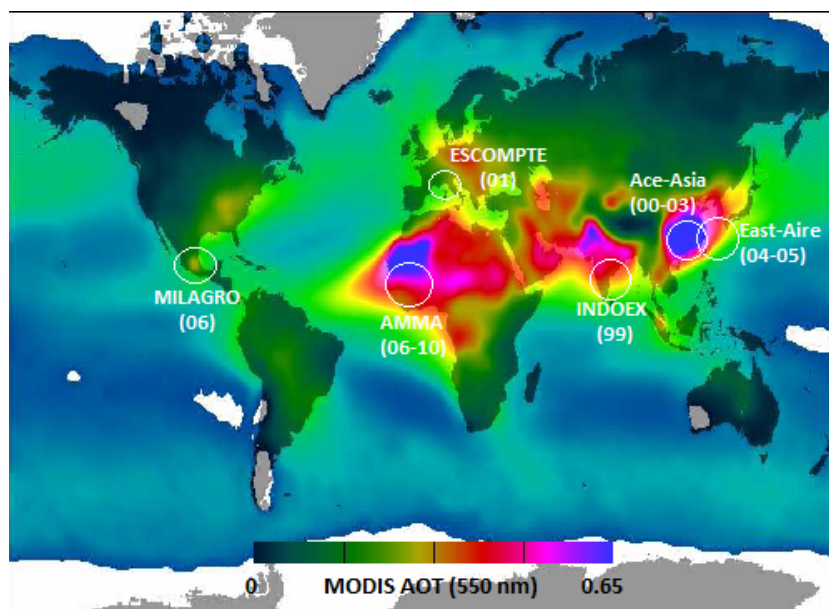 ESCOMPTE
(01)
Ace-Asia
(00-03)
East-Aire
(04-05)
MILAGRO
(06)
AMMA
(06-10)
INDOEX
(99)
0 MODIS AOT (550 nm) 0.65